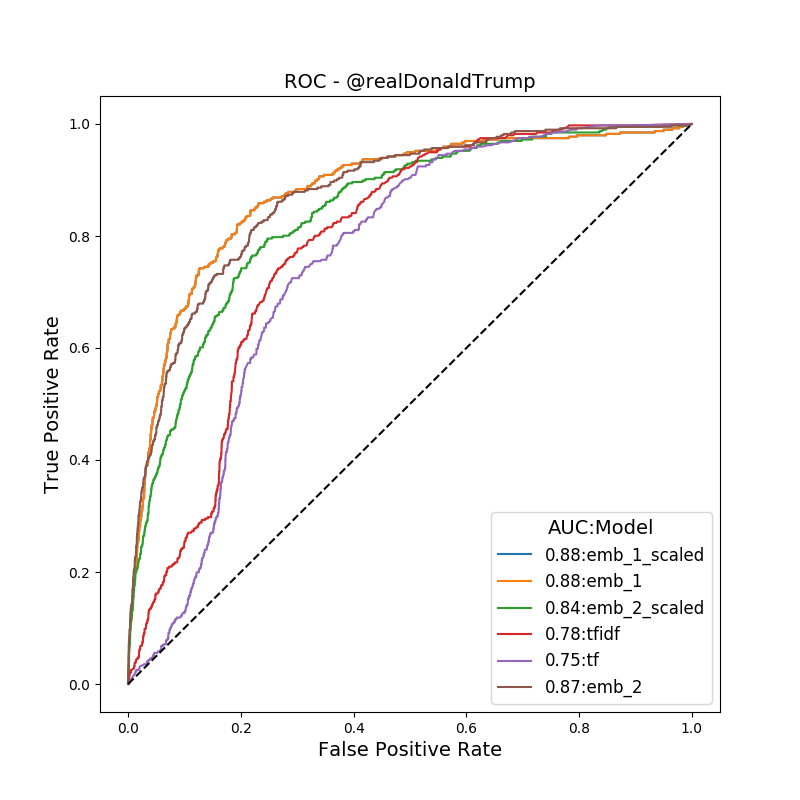 ROC - @realDonaldTrump
1.0
0.8
0.6
0.4
0.2
0.0
True Positive Rate
0.0 0.2 0.4 0.6 0.8 1.0
False Positive Rate
AUC:Model
0.88:emb_1_scaled
0.88:emb_1
0.84:emb_2_scaled
0.78:tfidf
0.75:tf
0.87:emb_2